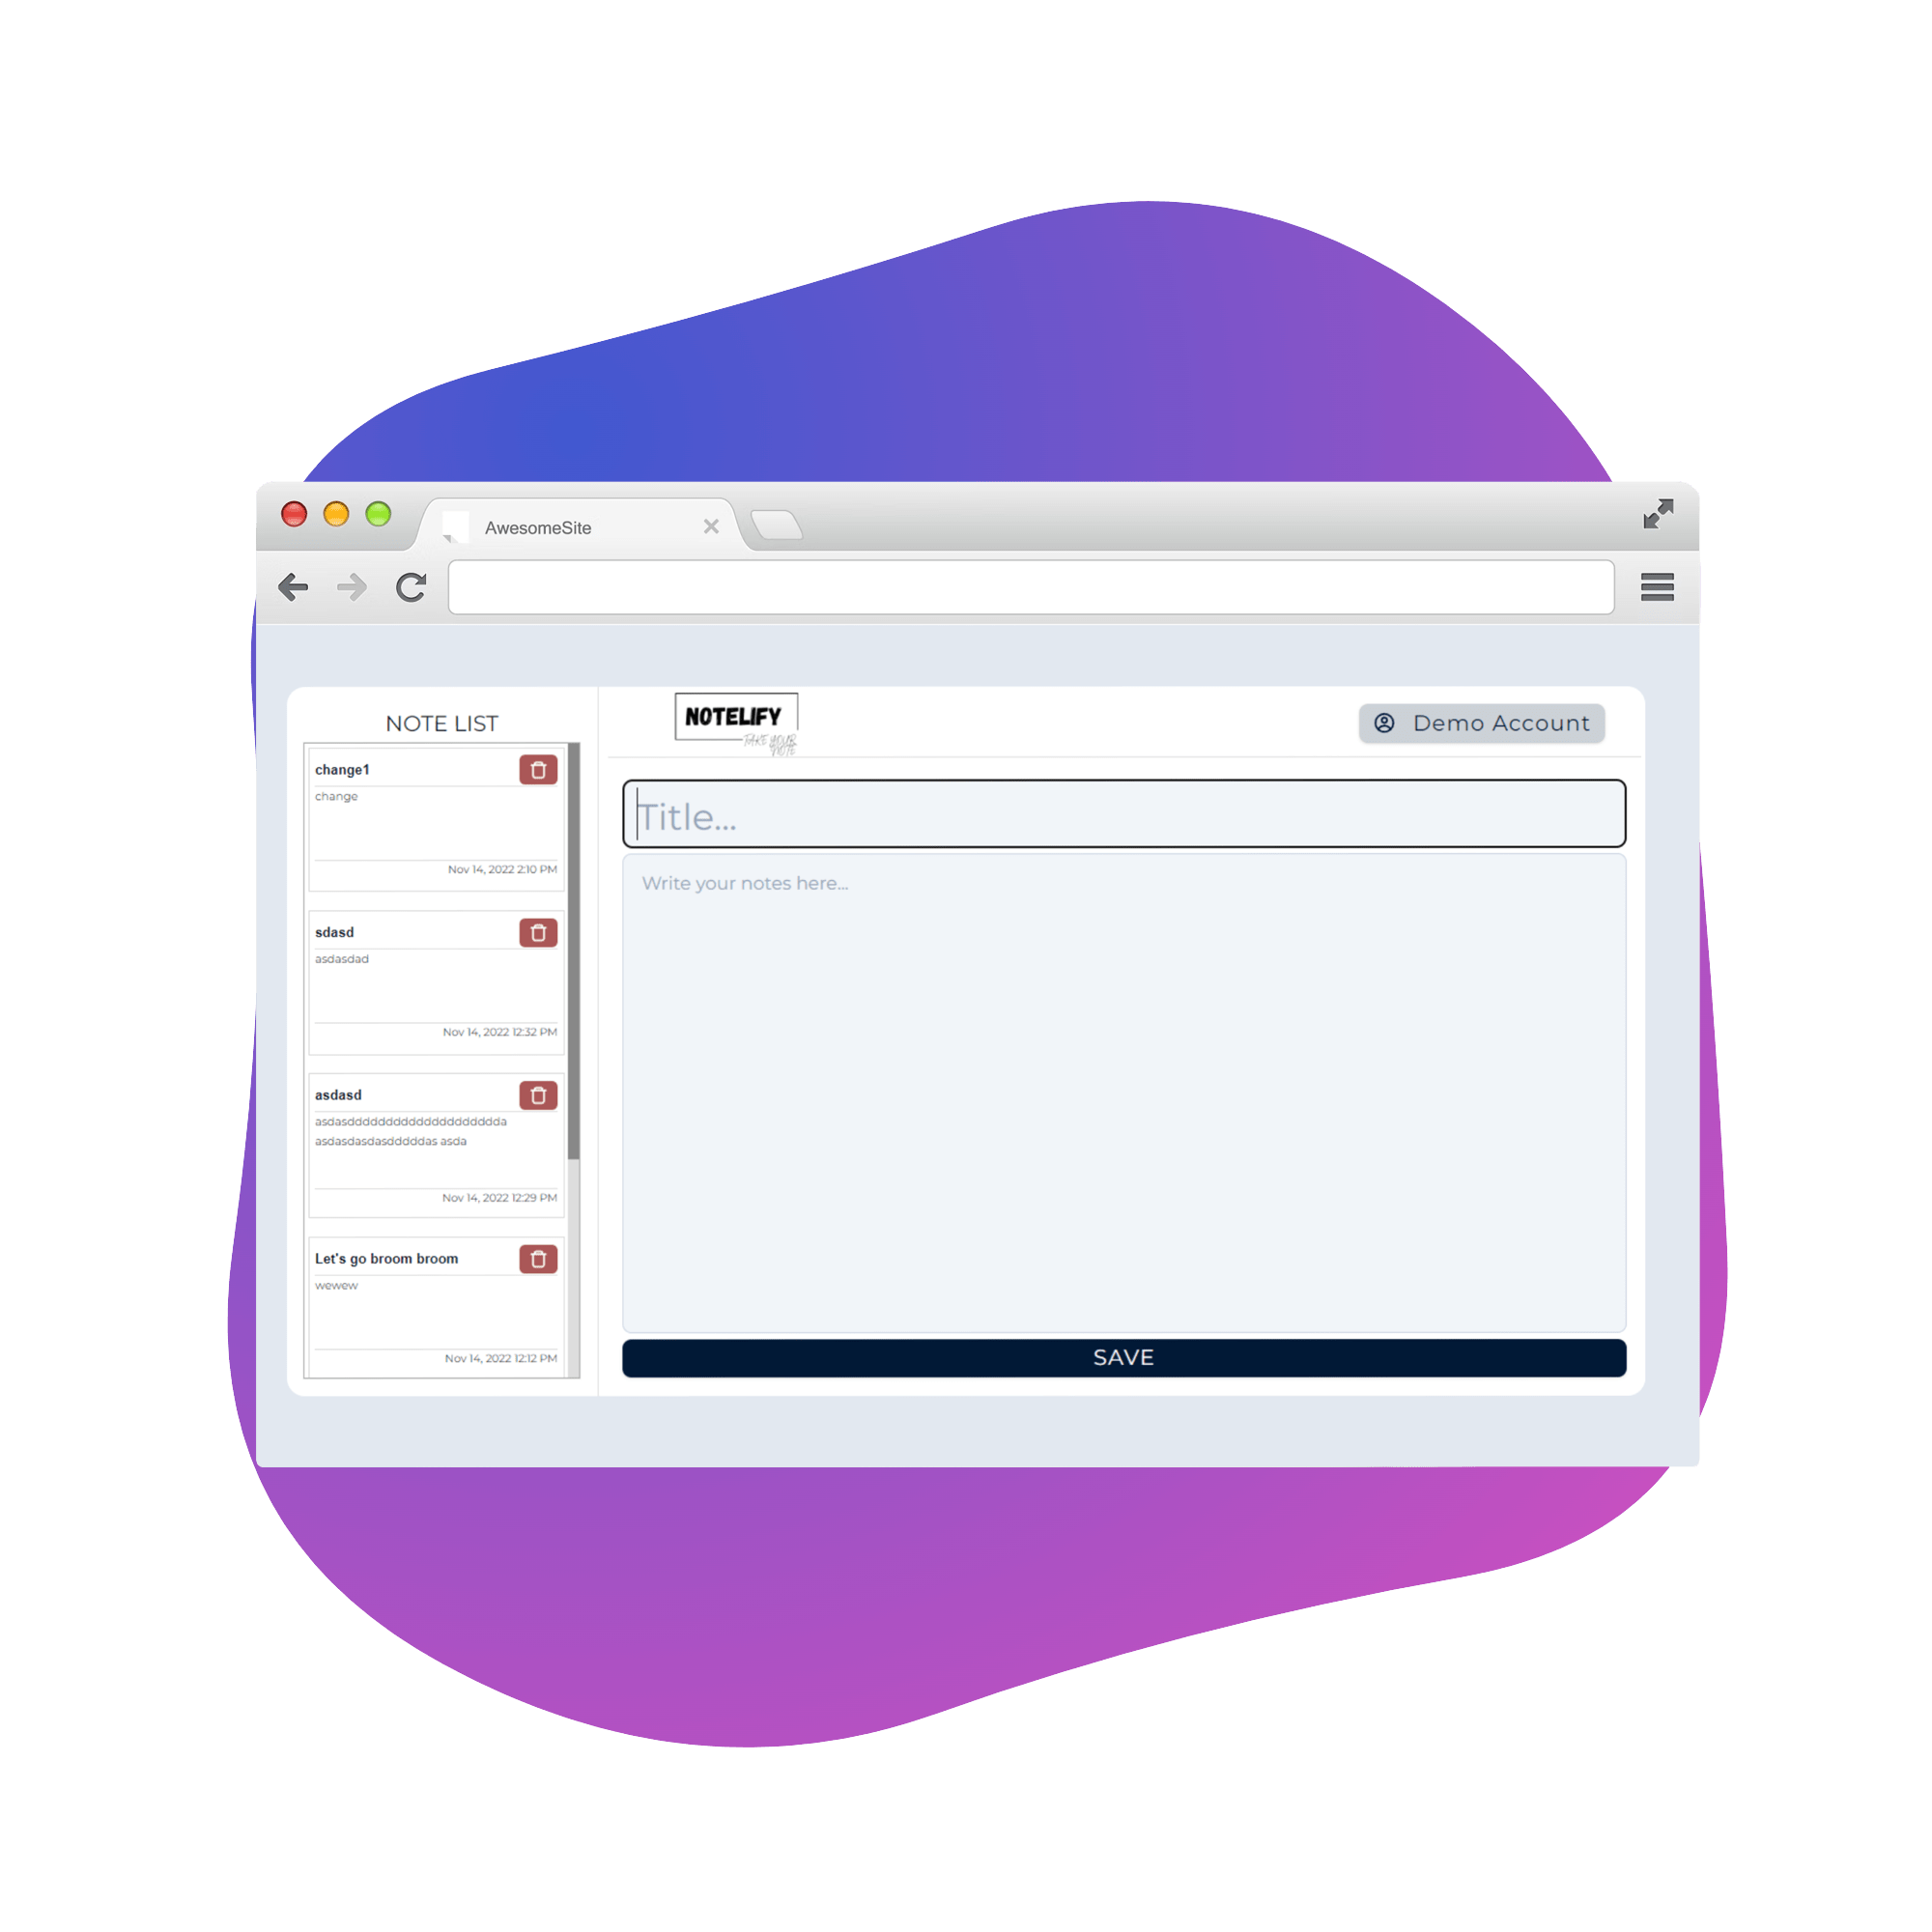 AwesomeSite
NOTE LIST
change1
change
Nov 14, 2022 2:10 PM
sdasd
asdasdad
Nov 14, 2022 12:32 PM
asdasd
asdasddddddddddddddddddddda
asdasdasdasdddddas asda
Nov 14, 2022 12:29 PM
Let's go broom broom
wewew
Nov 14, 2022 12:12 PM
NOTELIFY
TAKE YOUR
NOTE
Demo Account
Title...
Write your notes here...
SAVE